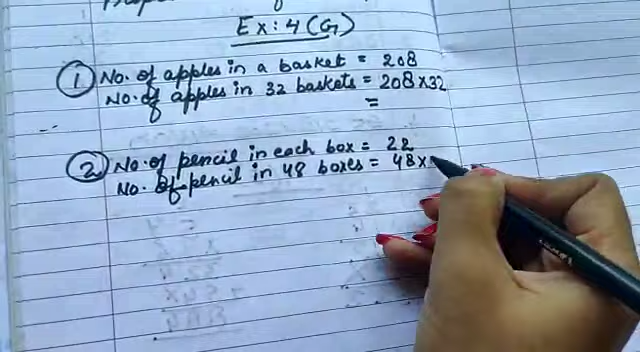 Ex: 4 (G)
① No. of apples in a basket = 208
No. of apples in 32 baskets = 208×32
=
② No. of pencil in each box = 22
No. Of pencil in 48 boxes = 48×